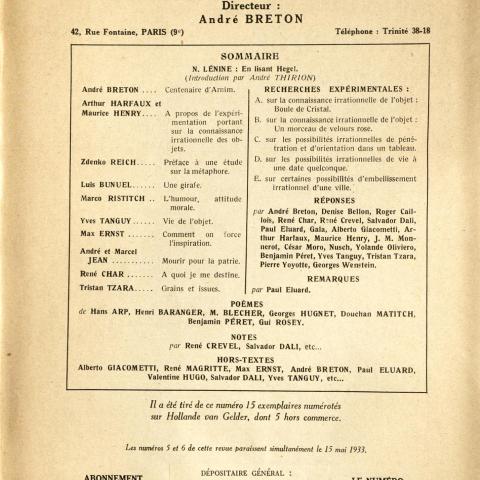 Directeur :
André BRETON
42, Rue Fontaine, PARIS (9e)
Téléphone : Trinité 38-18
SOMMAIRE
N. LÉNINE : En lisant Hegel.
(Introduction par André THIRION)
André BRETON .... Centenaire d'Arnim.
Arthur HARFAUX et
Maurice HENRY.... A propos de l'expéri-
mentation portant
sur la connaissance
irrationnelle des ob-
jets.
Zdenko REICH..... Préface à une étude
sur la métaphore.
Luis BUNUEL..... Une girafe.
Marco RISTITCH .. L'humour, attitude
morale.
Yves TANGUY..... Vie de l'objet.
Max ERNST ...... Comment on force
l'inspiration.
André et Marcel
JEAN ........... Mourir pour la patrie.
René CHAR ...... A quoi je me destine.
Tristan TZARA..... Grains et issues.
RECHERCHES EXPÉRIMENTALES :
A. sur la connaissance irrationnelle de l'objet :
Boule de Cristal.
B. sur la connaissance irrationnelle de l'objet :
Un morceau de velours rose.
C. sur les possibilités irrationnelles de péné-
tration et d'orientation dans un tableau.
D. sur les possibilités irrationnelles de vie à
une date quelconque.
E. sur certaines possibilités d'embellissement
irrationnel d'une ville.
RÉPONSES
par André Breton, Denise Bellon, Roger Cail-
lois, René Char, René Crevel, Salvador Dali,
Paul Eluard, Gala, Alberto Giacometti, Ar-
thur Harfaux, Maurice Henry, J. M. Mon-
nerot, César Moro, Nusch, Yolande Oliviero,
Benjamin Péret, Yves Tanguy, Tristan Tzara,
Pierre Yoyotte, Georges Wenstein.
REMARQUES
par Paul Eluard.
POÈMES
de Hans ARP, Henri BARANGER, M. BLECHER, Georges HUGNET, Douchan MATITCH,
Benjamin PÉRET, Gui ROSEY.
NOTES
par René CREVEL, Salvador DALI, etc...
HORS-TEXTES
Alberto GIACOMETTI, René MAGRITTE, Max ERNST, André BRETON, Paul ELUARD,
Valentine HUGO, Salvador DALI, Yves TANGUY, etc...
Il a été tiré de ce numéro 15 exemplaires numérotés
sur Hollande van Gelder, dont 5 hors commerce.
Les numéros 5 et 6 de cette revue paraissent simultanément le 15 mai 1933.
DÉPOSITAIRE GÉNÉRAL :
ABONNEMENT
LE NUMÉRO